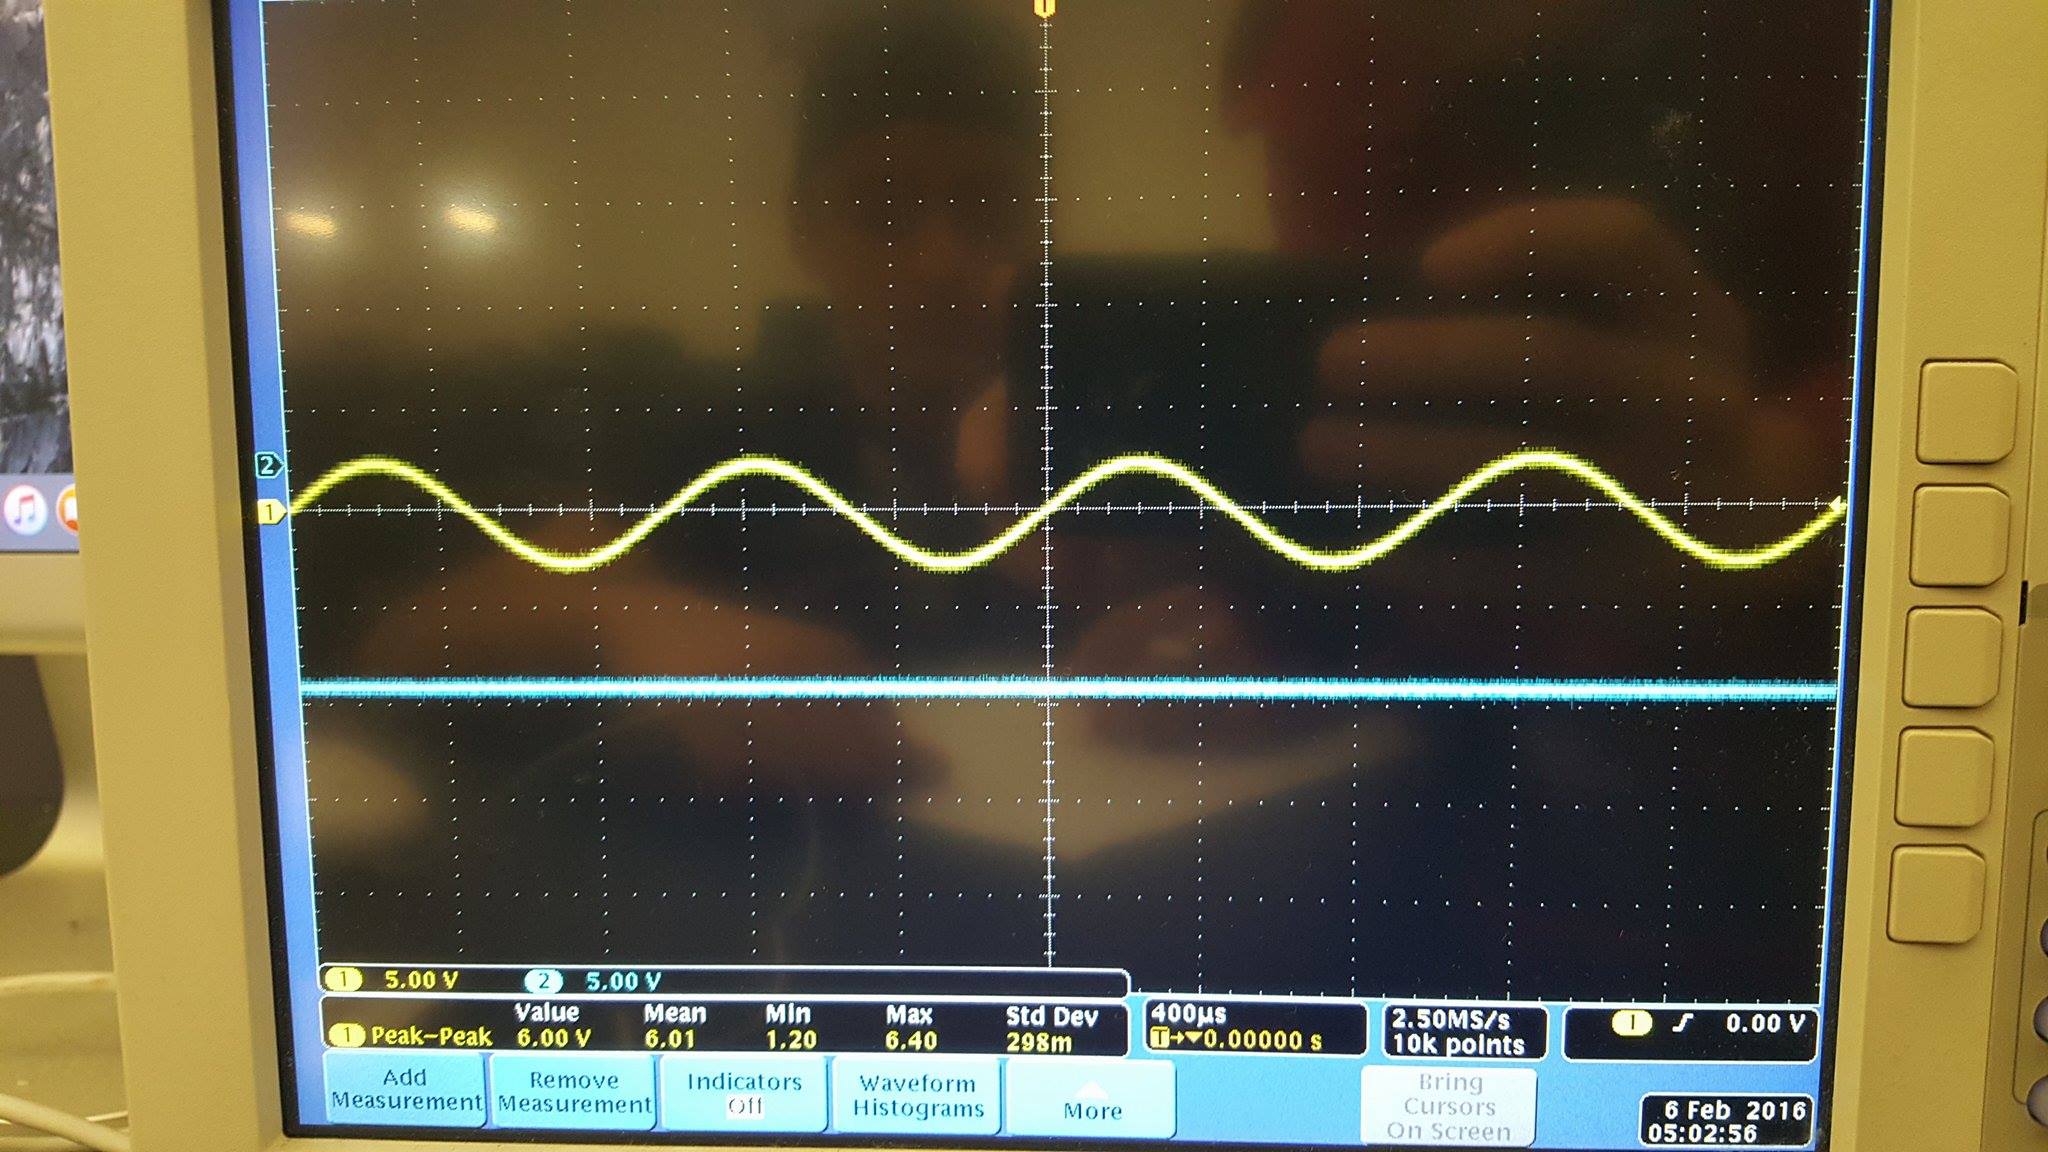 T
2
1
1 5.00 V 2 5.00 V
Value Mean Min Max Std Dev
1 Peak-Peak 6.00 V 6.01 1.20 6.40 298m
400µs
T→▼0.00000 s
2.50MS/s
10k points
1 0.00 V
Add
Measurement
Remove
Measurement
Indicators
Off
Waveform
Histograms
More
Bring
Cursors
On Screen
6 Feb 2016
05:02:56